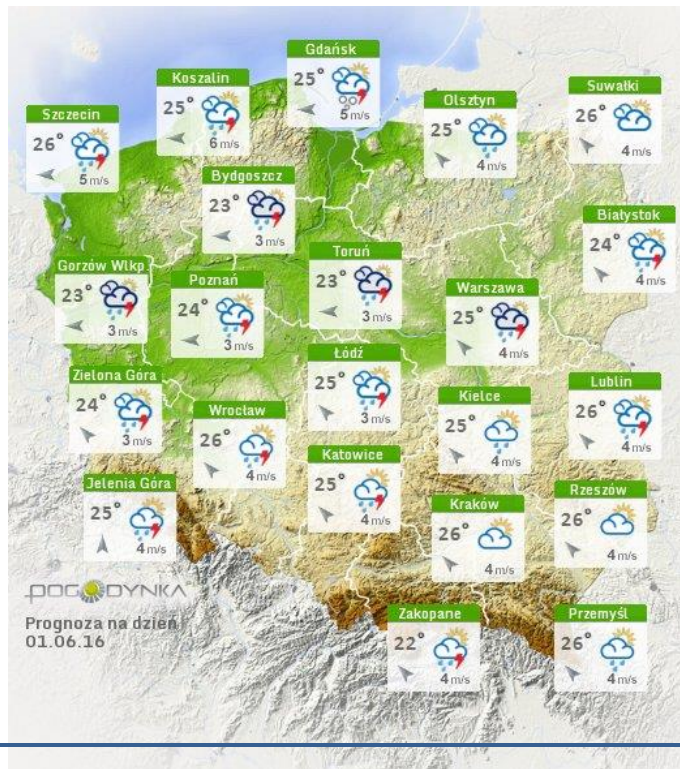 Gdańsk
25°
5 m/s
Koszalin
25°
6 m/s
Szczecin
26°
5 m/s
Olsztyn
25°
4 m/s
Suwałki
26°
4 m/s
Bydgoszcz
23°
3 m/s
Białystok
24°
4 m/s
Gorzów Wlkp
23°
3 m/s
Poznań
24°
3 m/s
Toruń
23°
3 m/s
Warszawa
25°
4 m/s
Zielona Góra
24°
3 m/s
Łódź
25°
3 m/s
Wrocław
26°
4 m/s
Kielce
25°
4 m/s
Lublin
26°
4 m/s
Jelenia Góra
25°
4 m/s
Katowice
25°
4 m/s
Kraków
26°
4 m/s
Rzeszów
26°
4 m/s
POGODYNKA
Prognoza na dzień
01.06.16
Zakopane
22°
4 m/s
Przemyśl
26°
4 m/s